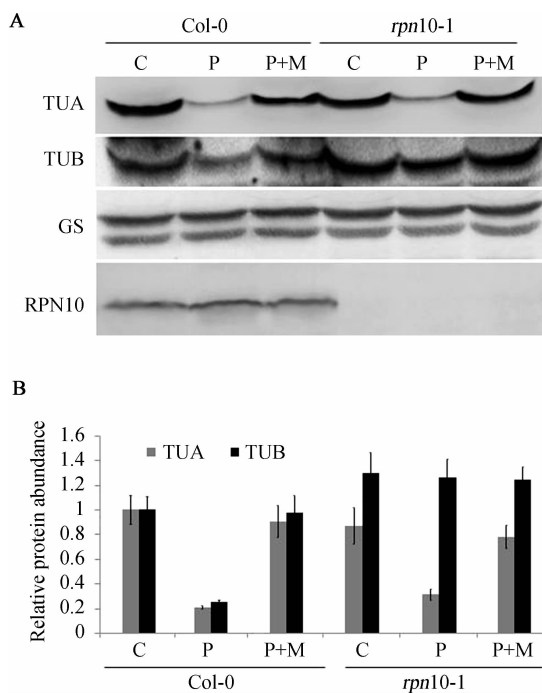 A
Col-0 rpn10-1
C P P+M C P P+M
TUA
TUB
GS
RPN10
B
Relative protein abundance
1.6
1.4
1.2
1
0.8
0.6
0.4
0.2
0
TUA TUB
C P P+M C P P+M
Col-0 rpn10-1